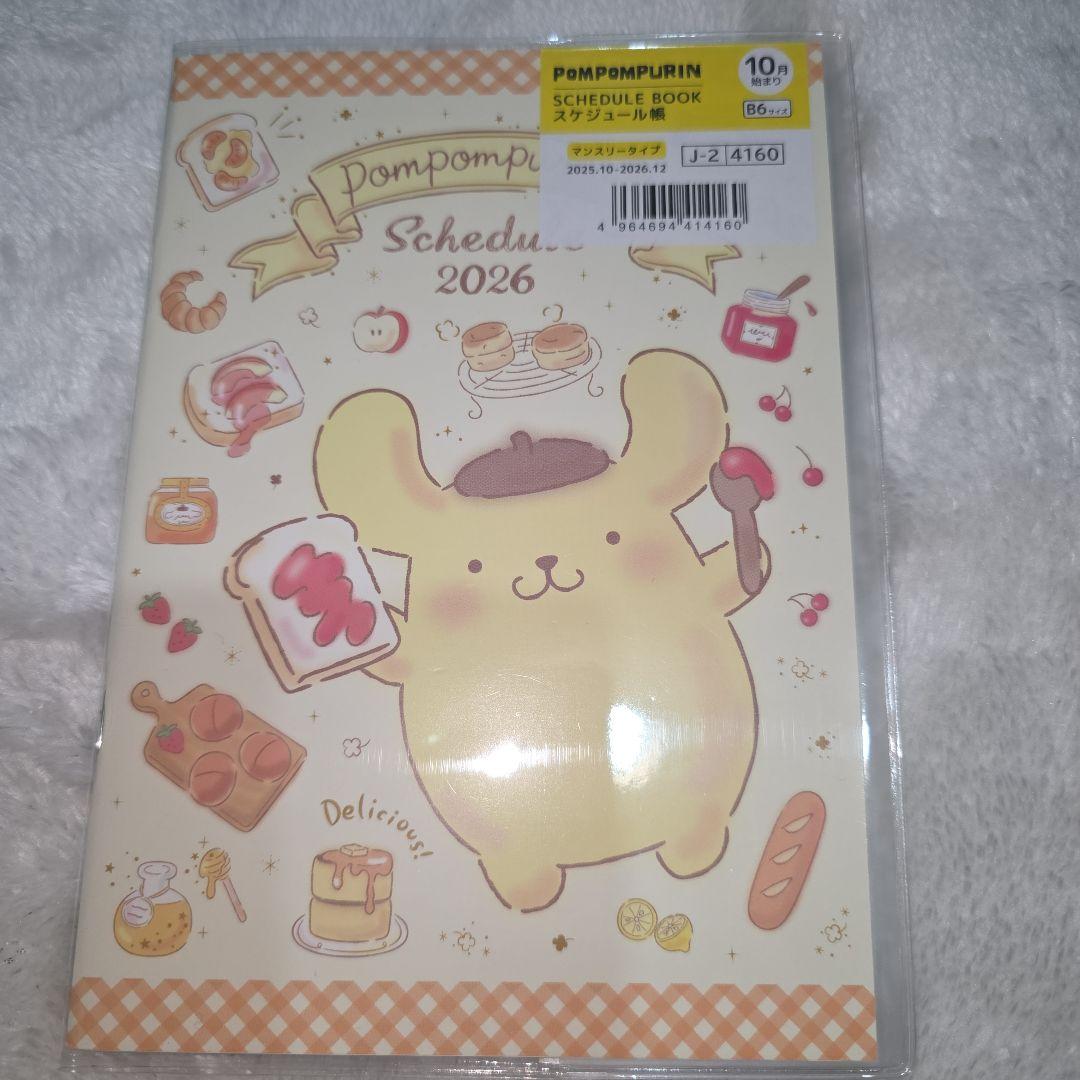 POMPOMPURIN
SCHEDULE BOOK
スケジュール帳
10月
始まり
B6サイズ
マンスリータイプ
J-2 4160
2025.10-2026.12
4 964694 414160
Pompompu
Schedule
2026
Delicious!